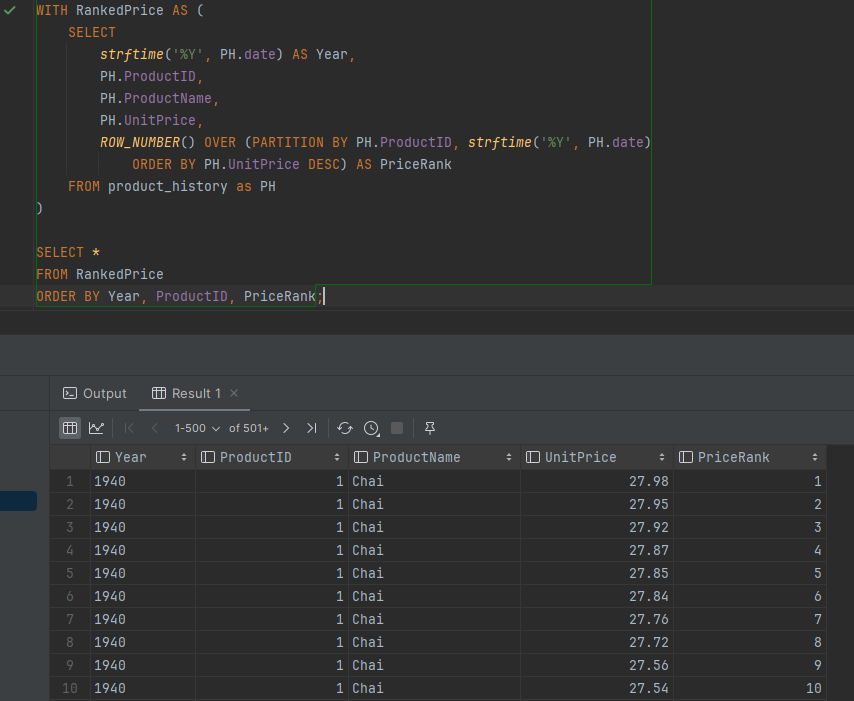 WITH RankedPrice AS (
SELECT
strftime('%Y', PH.date) AS Year,
PH.ProductID,
PH.ProductName,
PH.UnitPrice,
ROW_NUMBER() OVER (PARTITION BY PH.ProductID, strftime('%Y', PH.date)
ORDER BY PH.UnitPrice DESC) AS PriceRank
FROM product_history as PH
)
SELECT *
FROM RankedPrice
ORDER BY Year, ProductID, PriceRank;
Output Result 1
1-500 of 501+
Year ProductID ProductName UnitPrice PriceRank
1 1940 1 Chai 27.98 1
2 1940 1 Chai 27.95 2
3 1940 1 Chai 27.92 3
4 1940 1 Chai 27.87 4
5 1940 1 Chai 27.85 5
6 1940 1 Chai 27.84 6
7 1940 1 Chai 27.76 7
8 1940 1 Chai 27.72 8
9 1940 1 Chai 27.56 9
10 1940 1 Chai 27.54 10